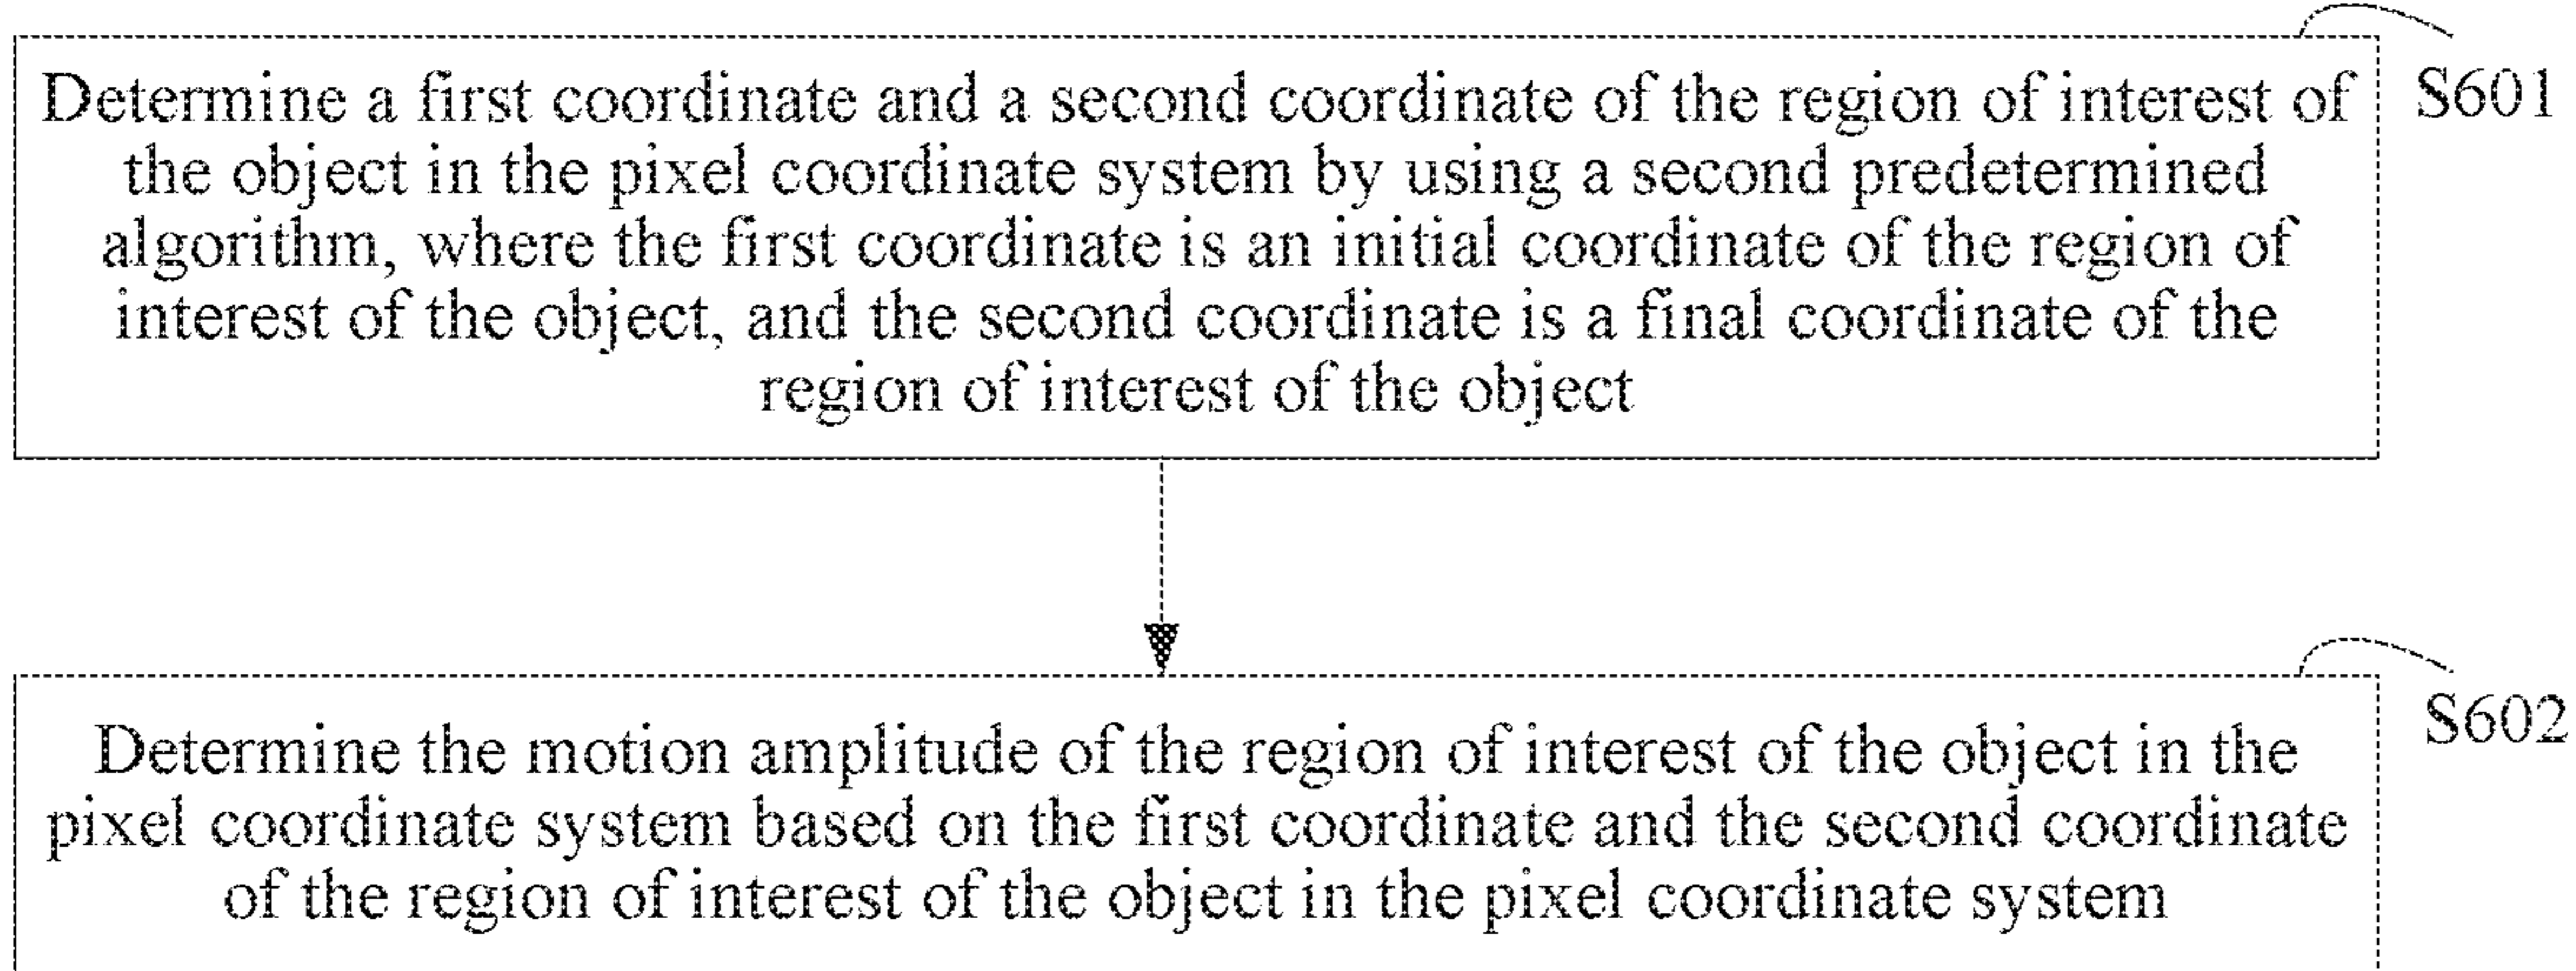 Determine a first coordinate and a second coordinate of the region of interest of
the object in the pixel coordinate system by using a second predetermined
algorithm, where the first coordinate is an initial coordinate of the region of
interest of the object, and the second coordinate is a final coordinate of the
region of interest of the object
S601
Determine the motion amplitude of the region of interest of the object in the
pixel coordinate system based on the first coordinate and the second coordinate
of the region of interest of the object in the pixel coordinate system
S602